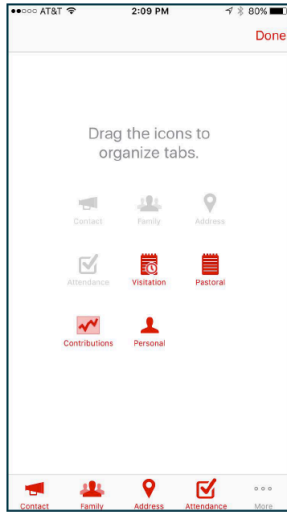 AT&T 2:09 PM 80%
Done
Drag the icons to
organize tabs.
Contact Family Address
Attendance Visitation Pastoral
Contributions Personal
Contact Family Address Attendance More